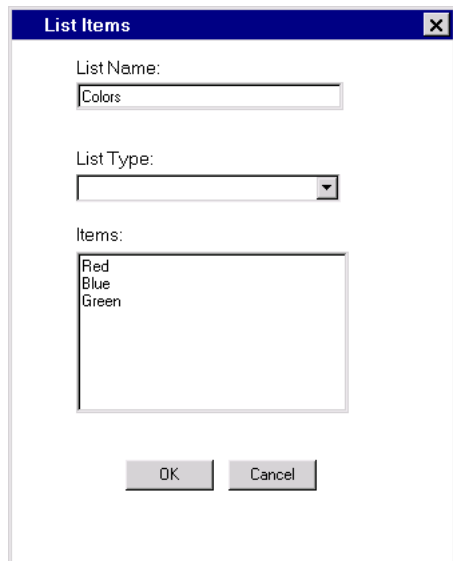 List Items
List Name:
Colors
List Type:
Items:
Red
Blue
Green
OK Cancel